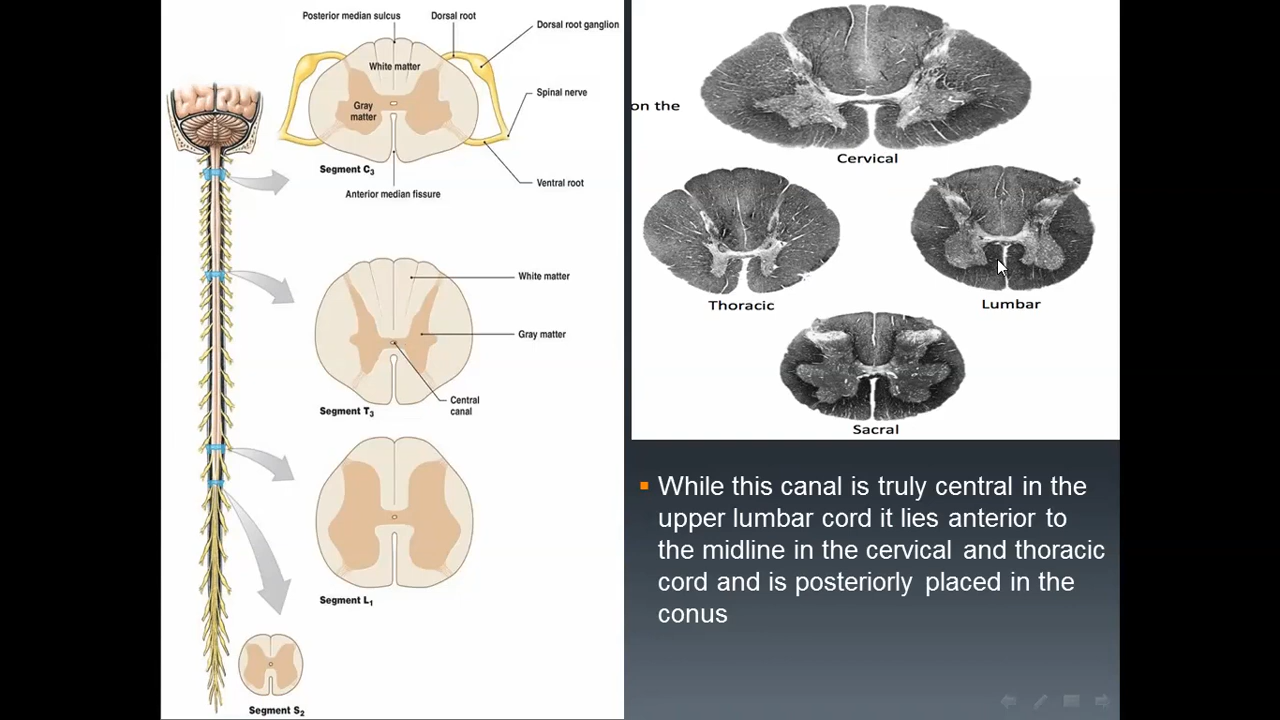 Posterior median sulcus
Dorsal root
Dorsal root ganglion
White matter
Gray
matter
Spinal nerve
Segment C3
Anterior median fissure
Ventral root
White matter
Gray matter
Central
canal
Segment T3
Segment L1
Segment S2
on the
Cervical
Thoracic
Lumbar
Sacral
While this canal is truly central in the
upper lumbar cord it lies anterior to
the midline in the cervical and thoracic
cord and is posteriorly placed in the
conus